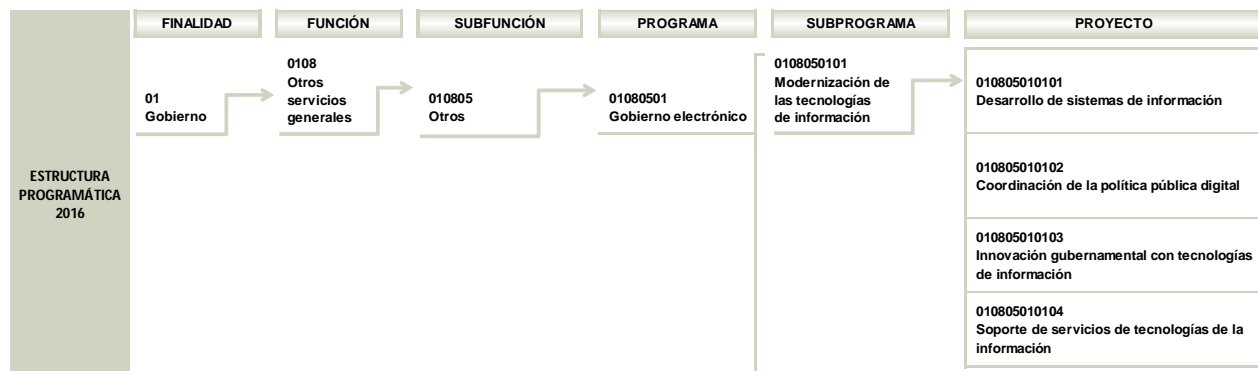 FINALIDAD
FUNCIÓN
SUBFUNCIÓN
PROGRAMA
SUBPROGRAMA
PROYECTO
ESTRUCTURA
PROGRAMÁTICA
2016
01
Gobierno
0108
Otros
servicios
generales
010805
Otros
01080501
Gobierno electrónico
0108050101
Modernización de
las tecnologías
de información
010805010101
Desarrollo de sistemas de información
010805010102
Coordinación de la política pública digital
010805010103
Innovación gubernamental con tecnologías
de información
010805010104
Soporte de servicios de tecnologías de la
información